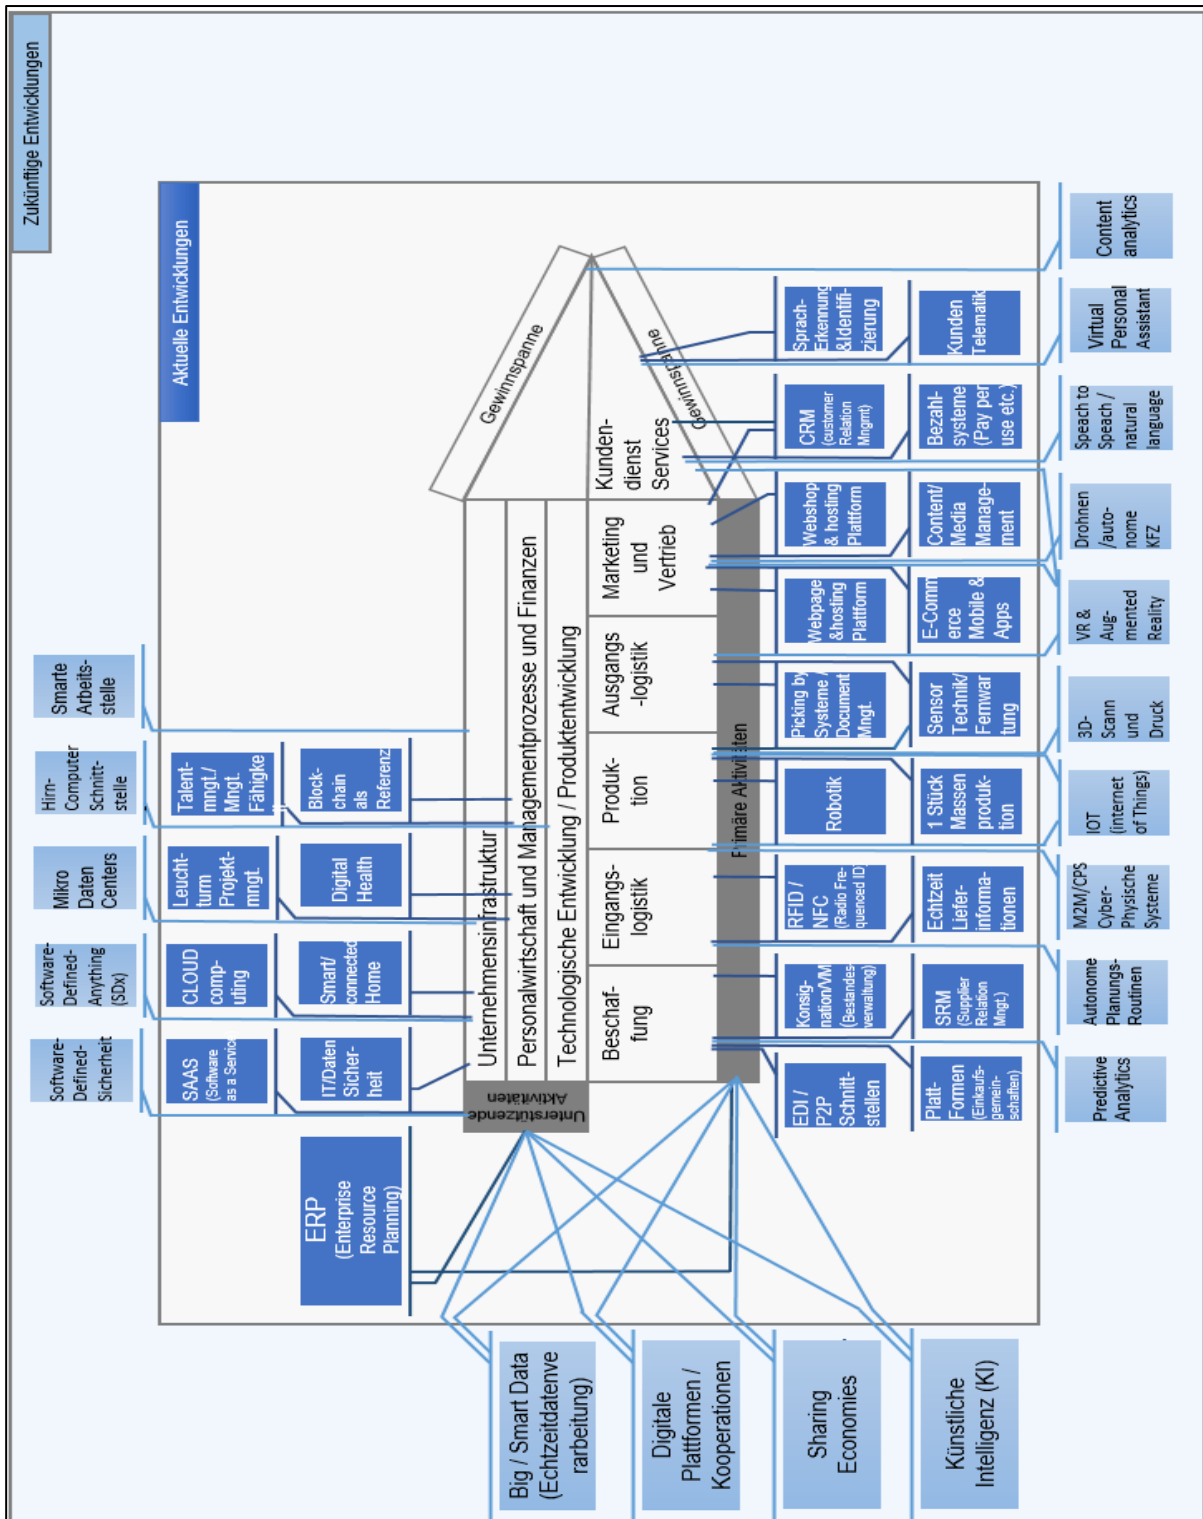 Zukünftige Entwicklungen
Aktuelle Entwicklungen
Software-
Defined-
Sicherheit
Software-
Defined-
Anything
(SDx)
Mikro
Daten
Centers
Hirn-
Computer
Schnitt-
stelle
Smarte
Arbeits-
stelle
SAAS
(Software
as a Service
CLOUD
comp-
uting
Leucht-
turm
Projekt-
mngt.
Talent-
mngt./
Mngt.
Fähigke
ERP
(Enterprise
Resource
Planning)
IT/Daten
Sicher-
heit
Smart/
connected
Home
Digital
Health
Block-
chain
als
Referenz
Unterstützende
Aktivitäten
Unternehmensinfrastruktur
Personalwirtschaft und Managementprozesse und Finanzen
Technologische Entwicklung / Produktentwicklung
Gewinnspanne
Beschaf-
fung
Eingangs-
logistik
Produk-
tion
Ausgangs
-logistik
Marketing
und
Vertrieb
Kunden-
dienst
Services
Gewinnspanne
Primäre Aktivitäten
Big / Smart Data
(Echtzeitdatenve
rarbeitung)
Digitale
Plattformen /
Kooperationen
Sharing
Economies
Künstliche
Intelligenz (KI)
EDI /
P2P
Schnitt-
stellen
Konsig-
nation/VM
(Bestandes
verwaltung)
RFID /
NFC
(Radio Fre-
quenced ID)
Robotik
Picking by
Systeme /
Document
Mngt.
Webpage
&hosting
Plattform
Webshop
& hosting
Plattform
CRM
(customer
Relation
Mngmt)
Sprach-
Erkennung
&Identifi-
zierung
Platt-
Formen
(Einkaufs
gemein-
schaften)
SRM
(Supplier
Relation
Mngt.)
Echtzeit
Liefer-
informa-
tionen
1 Stück
Massen
produk-
tion
Sensor
Technik/
Fernwar
tung
E-Comm
erce
Mobile &
Apps
Content/
Media
Manage-
ment
Bezahl-
systeme
(Pay per
use etc.)
Kunden
Telematik
Predictive
Analytics
Autonome
Planungs-
Routinen
M2M/CPS
Cyber-
Physische
Systeme
IOT
(internet
of Things)
3D-
Scann
und
Druck
VR &
Aug-
mented
Reality
Drohnen
/auto-
nome
KFZ
Speach to
Speach /
natural
language
Virtual
Personal
Assistant
Content
analytics